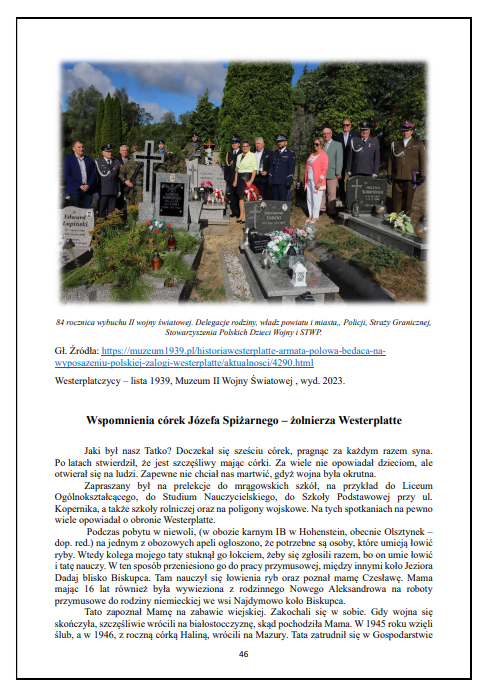 Edward
Łupiński
84 rocznica wybuchu II wojny światowej. Delegacje rodziny, władz powiatu i miasta,, Policji, Straży Granicznej,
Stowarzyszenia Polskich Dzieci Wojny i STWP.
Gł. Źródła: https://muzeum1939.pl/historiawesterplatte-armata-polowa-bedaca-na-
wyposazeniu-polskiej-zalogi-westerplatte/aktualnosci/4290.html
Westerplatczycy – lista 1939, Muzeum II Wojny Światowej , wyd. 2023.
Wspomnienia córek Józefa Spiżarnego – żolnierza Westerplatte
Jaki był nasz Tatko? Doczekał się sześciu córek, pragnąc za każdym razem syna.
Po latach stwierdził, że jest szczęśliwy mając córki. Za wiele nie opowiadał dzieciom, ale
otwierał się na ludzi. Zapewne nie chciał nas martwić, gdyż wojna była okrutna.
Zapraszany był na prelekcje do mrągowskich szkół, na przykład do Liceum
Ogólnokształcącego, do Studium Nauczycielskiego, do Szkoły Podstawowej przy ul.
Kopernika, a także szkoły rolniczej oraz na poligony wojskowe. Na tych spotkaniach na pewno
wiele opowiadał o obronie Westerplatte.
Podczas pobytu w niewoli, (w obozie karnym IB w Hohenstein, obecnie Olsztynek –
dop. red.) na jednym z obozowych apeli ogłoszono, że potrzebne są osoby, które umieją łowić
ryby. Wtedy kolega mojego taty stuknął go łokciem, żeby się zgłosili razem, bo on umie łowić
i tatę nauczy. W ten sposób przeniesiono go do pracy przymusowej, między innymi koło Jeziora
Dadaj blisko Biskupca. Tam nauczył się łowienia ryb oraz poznał mamę Czesławę. Mama
mając 16 lat również była wywieziona z rodzinnego Nowego Aleksandrowa na roboty
przymusowe do rodziny niemieckiej we wsi Najdymowo koło Biskupca.
Tato zapoznał Mamę na zabawie wiejskiej. Zakochali się w sobie. Gdy wojna się
skończyła, szczęśliwie wrócili na białostocczyznę, skąd pochodziła Mama. W 1945 roku wzięli
ślub, a w 1946, z roczną córką Haliną, wrócili na Mazury. Tata zatrudnił się w Gospodarstwie
46